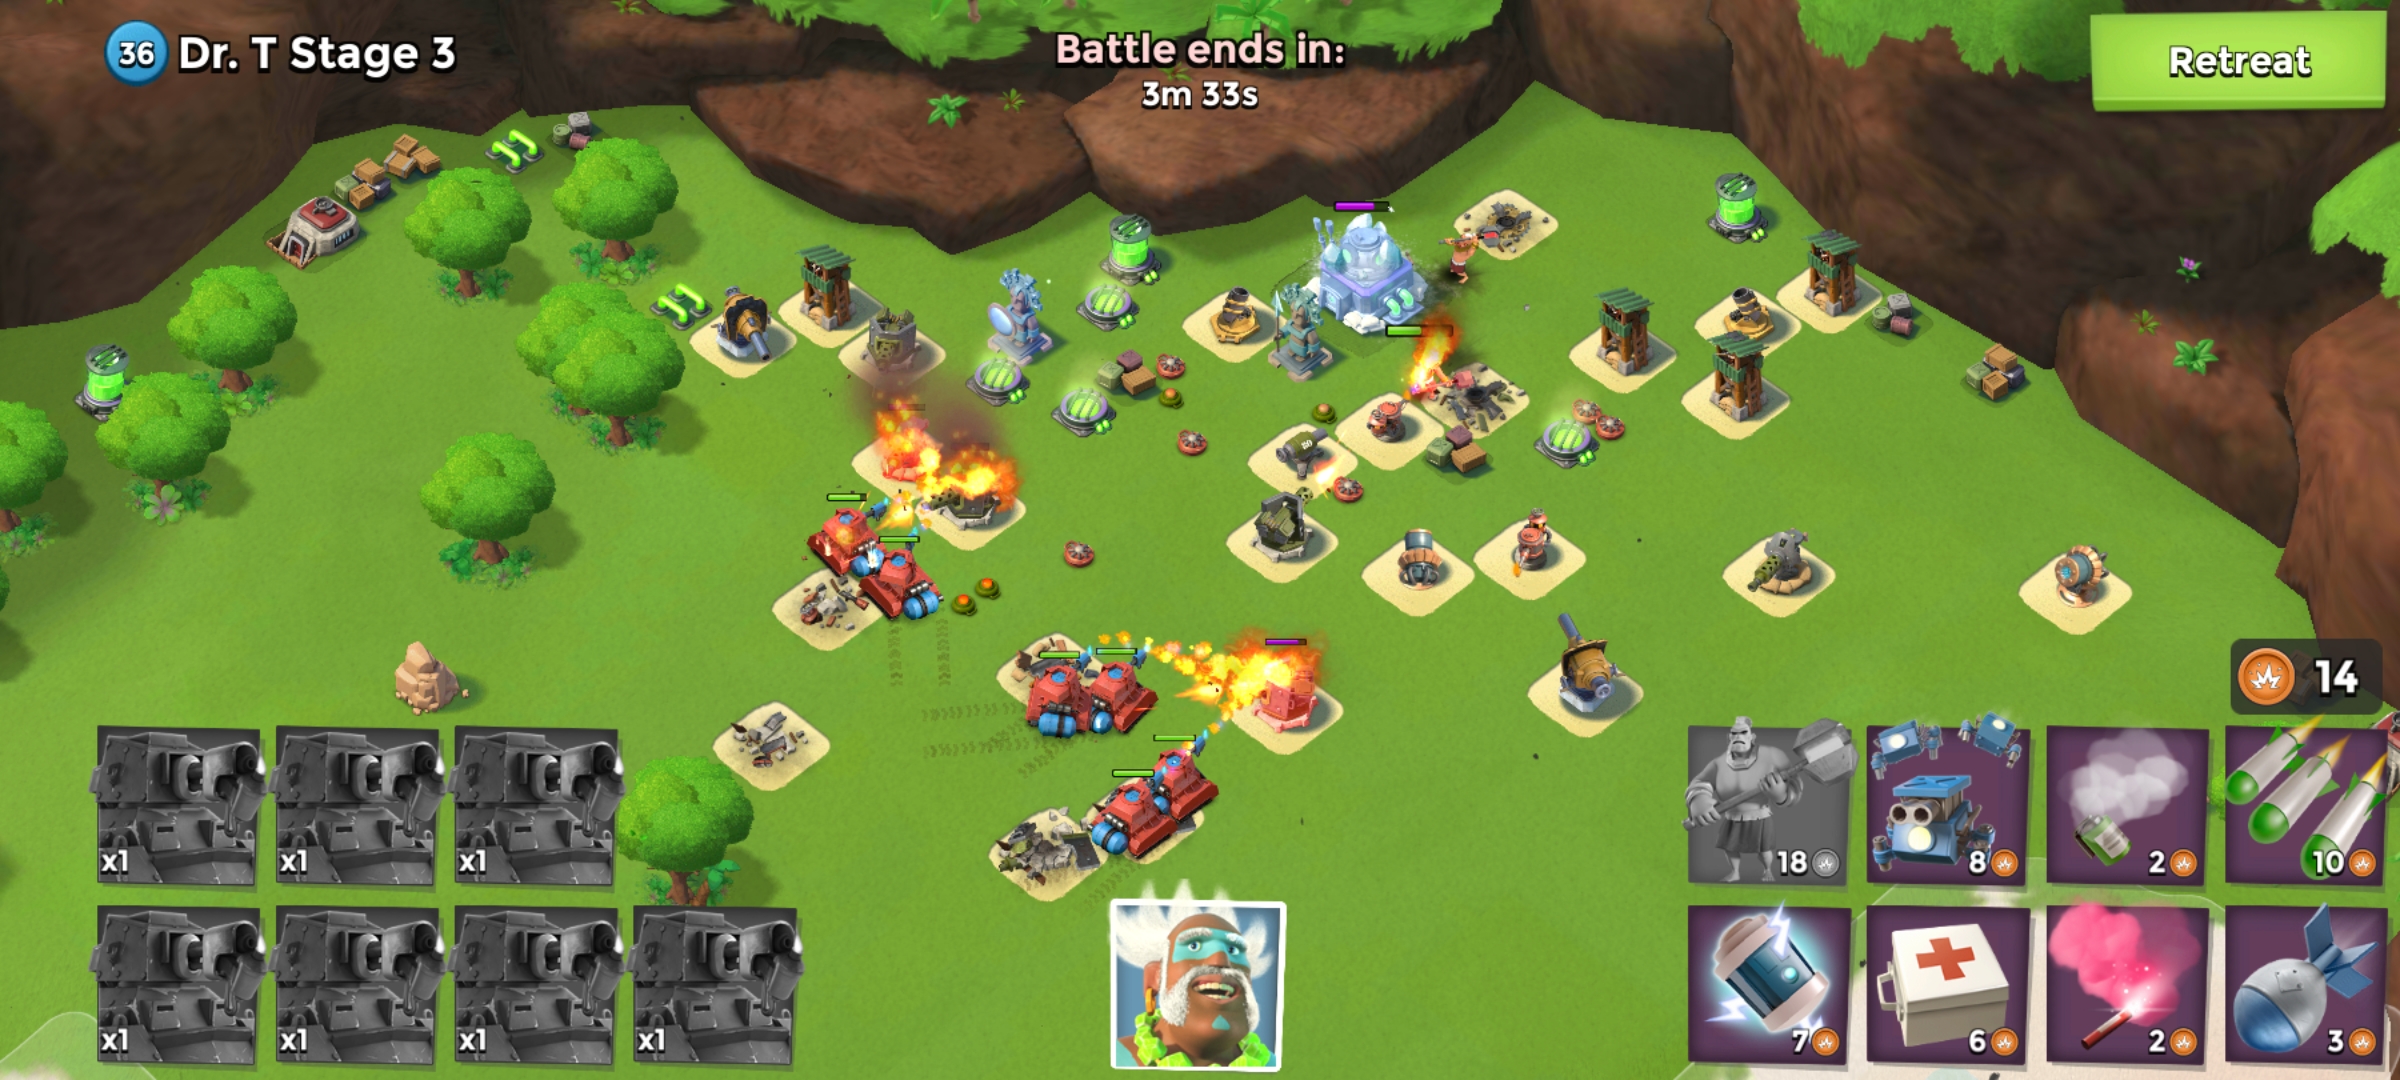 36 Dr. T Stage 3
Battle ends in:
3m 33s
Retreat
14
x1
x1
x1
18
8
2
10
x1
x1
x1
x1
7
6
2
3